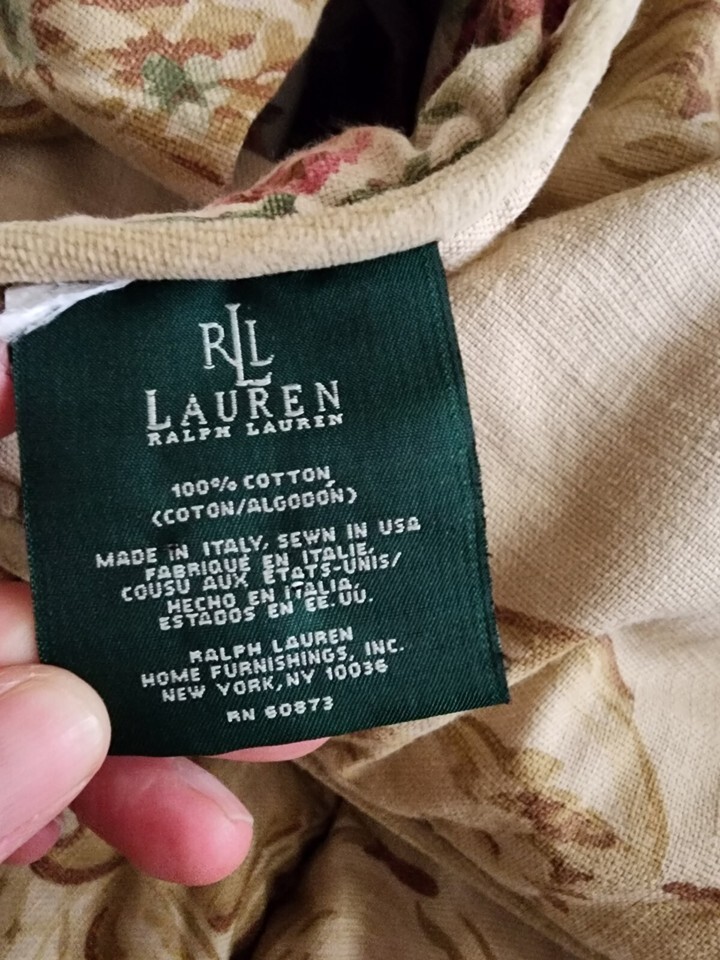 RLL
LAUREN
RALPH LAUREN
100% COTTON
(COTON/ALGODÓN)
MADE IN ITALY, SEWN IN USA
FABRIQUÉ EN ITALIE,
COUSU AUX ÉTATS-UNIS/
HECHO EN ITALIA.
ESTADOS EN EE.UU.
RALPH LAUREN
HOME FURNISHINGS, INC.
NEW YORK, NY 10036
RN 60873